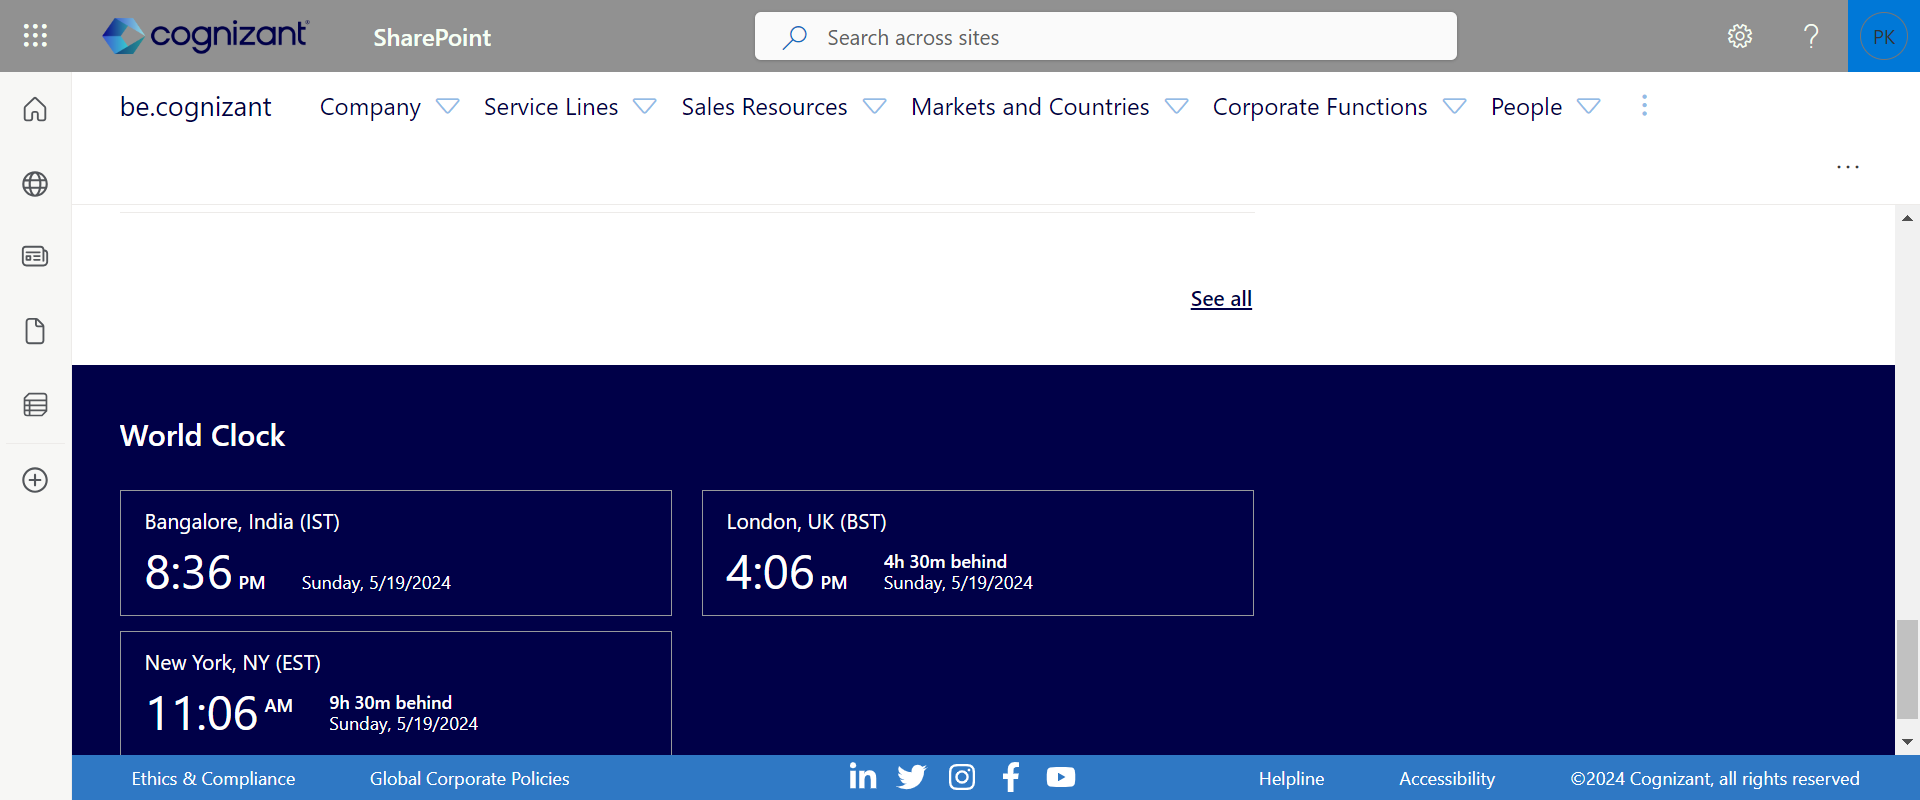 cognizant
SharePoint
Search across sites
?
PK
be.cognizant
Company
Service Lines
Sales Resources
Markets and Countries
Corporate Functions
People
...
See all
World Clock
Bangalore, India (IST)
8:36 PM
Sunday, 5/19/2024
London, UK (BST)
4:06 PM
4h 30m behind
Sunday, 5/19/2024
New York, NY (EST)
11:06 AM
9h 30m behind
Sunday, 5/19/2024
Ethics & Compliance
Global Corporate Policies
Helpline
Accessibility
©2024 Cognizant, all rights reserved